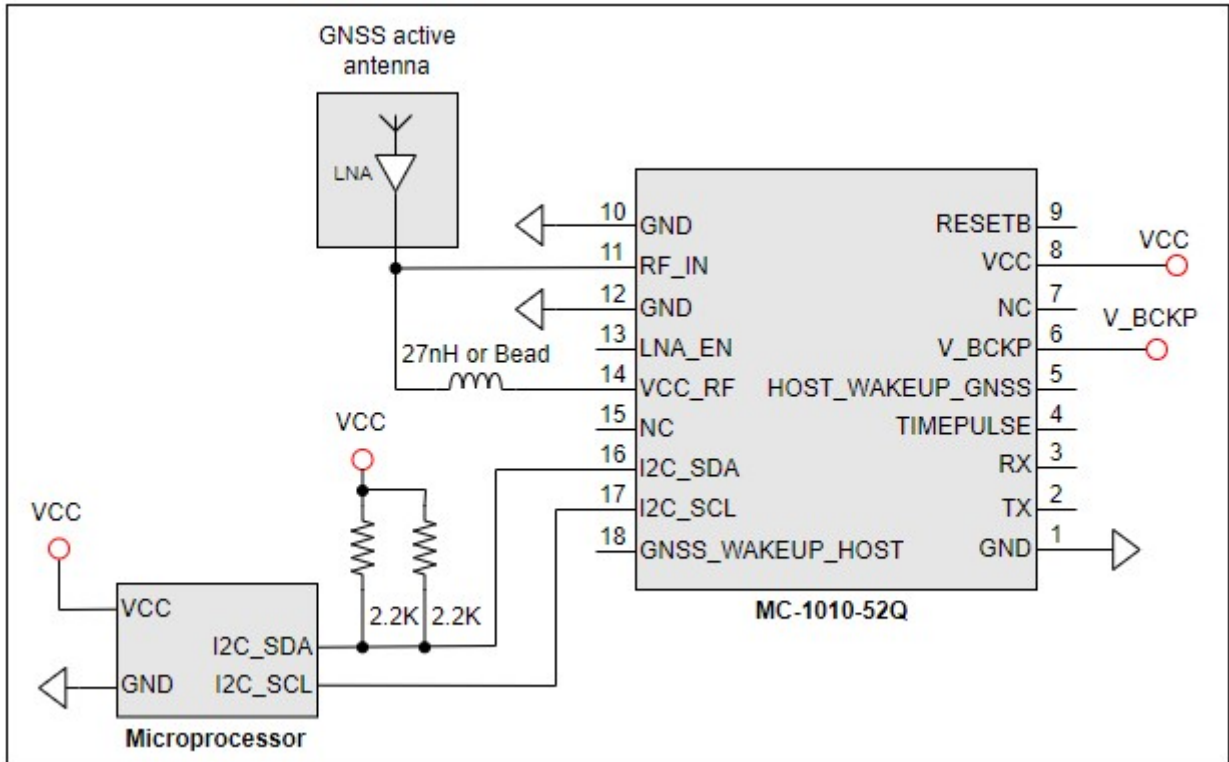 GNSS active
antenna
LNA
10 GND
11 RF_IN
12 GND
13 LNA_EN
27nH or Bead
14 VCC_RF
15 NC
16 I2C_SDA
17 I2C_SCL
18 GNSS_WAKEUP_HOST
RESETB 9
VCC 8
VCC
NC 7
V_BCKP 6
V_BCKP
HOST_WAKEUP_GNSS 5
TIMEPULSE 4
RX 3
TX 2
GND 1
MC-1010-52Q
VCC
2.2K 2.2K
VCC
VCC
I2C_SDA
GND I2C_SCL
Microprocessor